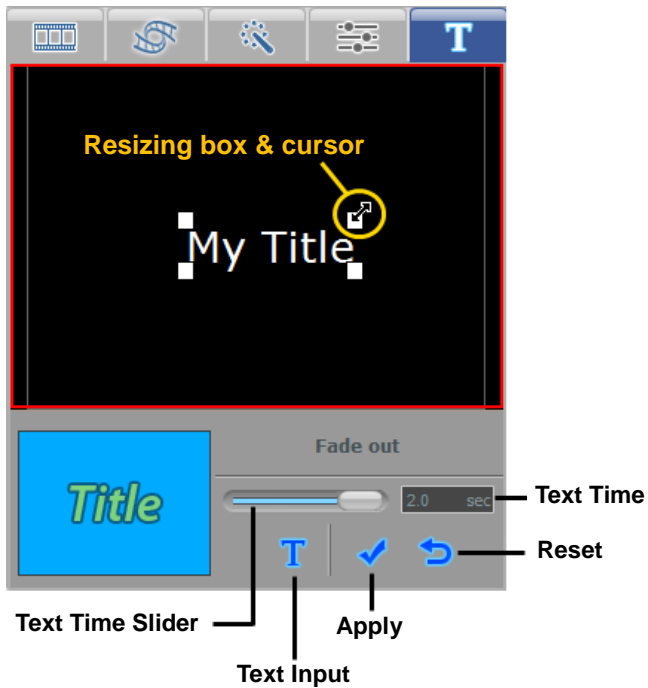 T
Resizing box & cursor
My Title
Fade out
Title
2.0 sec
Text Time
T
Reset
Text Time Slider
Apply
Text Input